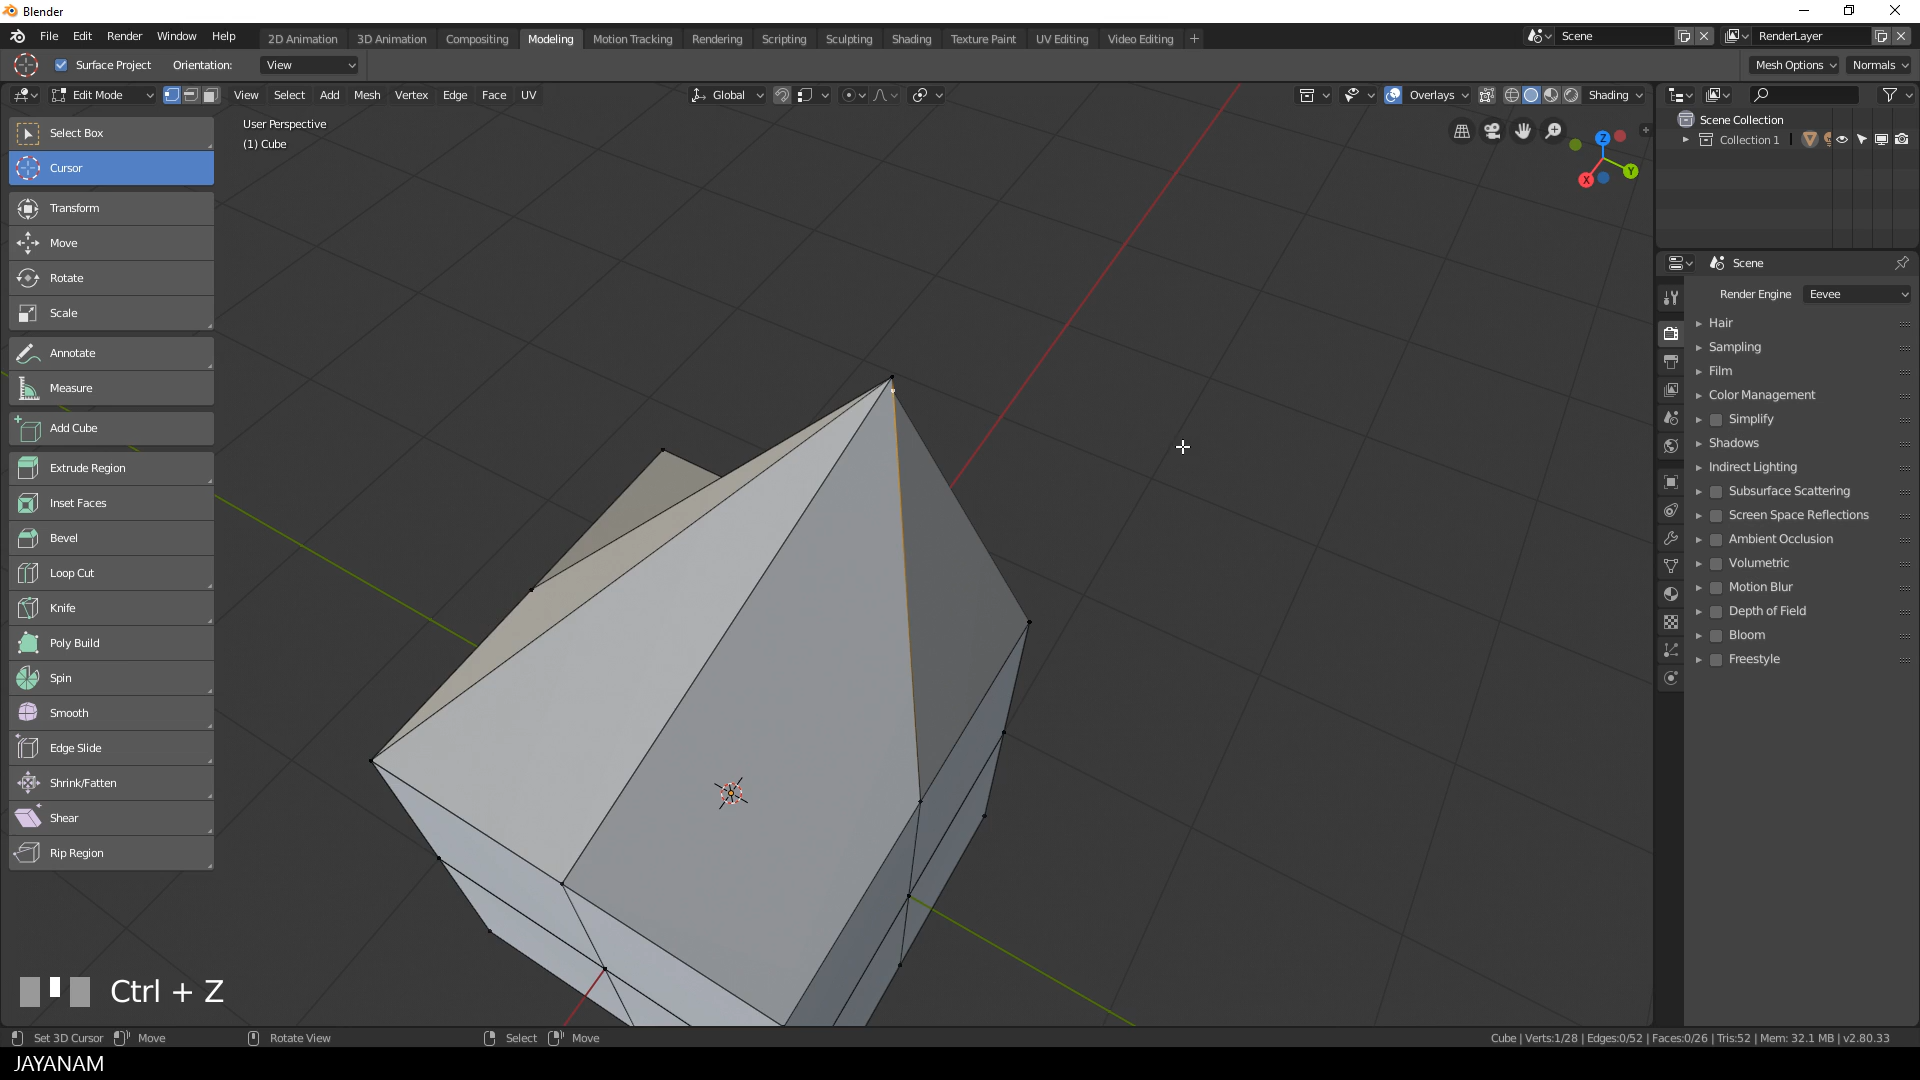 Blender
File Edit Render Window Help 2D Animation 3D Animation Compositing Modeling Motion Tracking Rendering Scripting Sculpting Shading Texture Paint UV Editing Video Editing + Scene RenderLayer
Surface Project Orientation: View Mesh Options Normals
Edit Mode View Select Add Mesh Vertex Edge Face UV Global Overlays Shading
User Perspective
(1) Cube
Select Box
Cursor
Transform
Move
Rotate
Scale
Annotate
Measure
Add Cube
Extrude Region
Inset Faces
Bevel
Loop Cut
Knife
Poly Build
Spin
Smooth
Edge Slide
Shrink/Fatten
Shear
Rip Region
Z
Y
X
Scene Collection
Collection 1
Scene
Render Engine Eevee
Hair
Sampling
Film
Color Management
Simplify
Shadows
Indirect Lighting
Subsurface Scattering
Screen Space Reflections
Ambient Occlusion
Volumetric
Motion Blur
Depth of Field
Bloom
Freestyle
Ctrl + Z
Set 3D Cursor Move Rotate View Select Move Cube | Verts:1/28 | Edges:0/52 | Faces:0/26 | Tris:52 | Mem: 32.1 MB | v2.80.33
JAYANAM